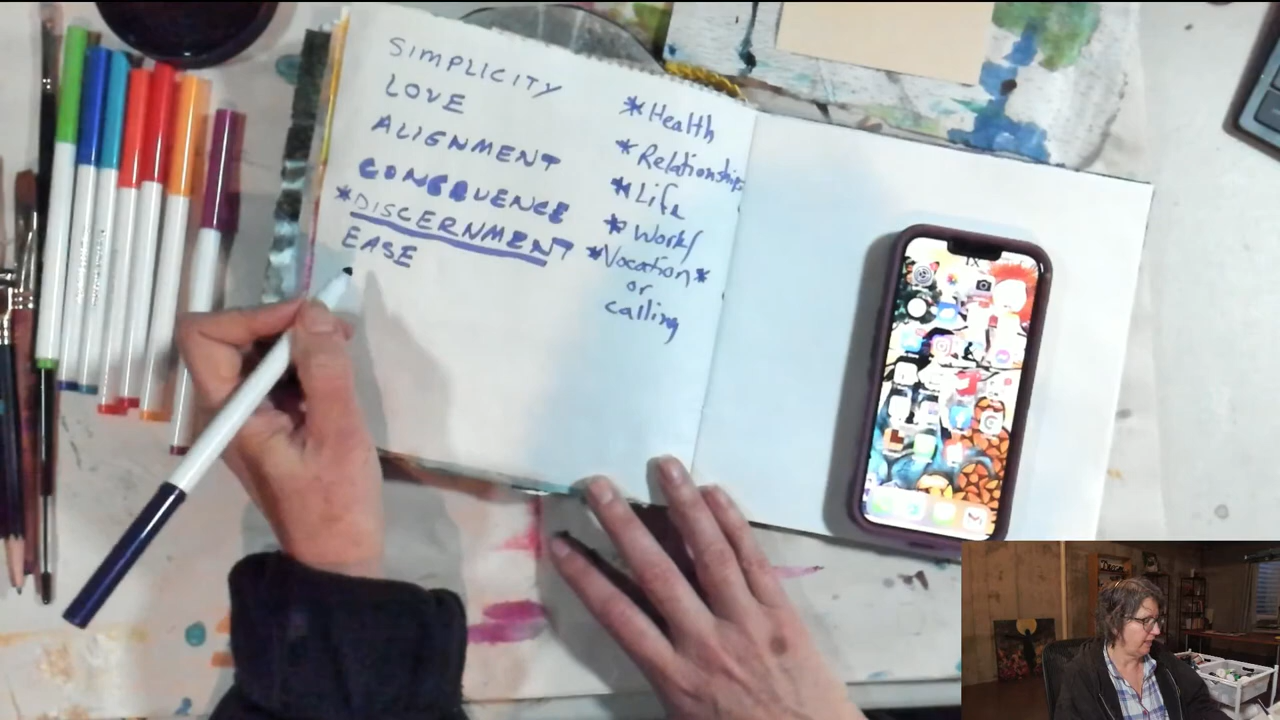 SIMPLICITY
LOVE
ALIGNMENT
CONGRUENCE
*DISCERNMENT
EASE
*Health
*Relationships
*Life
*Work/
*Vocation*
or
calling